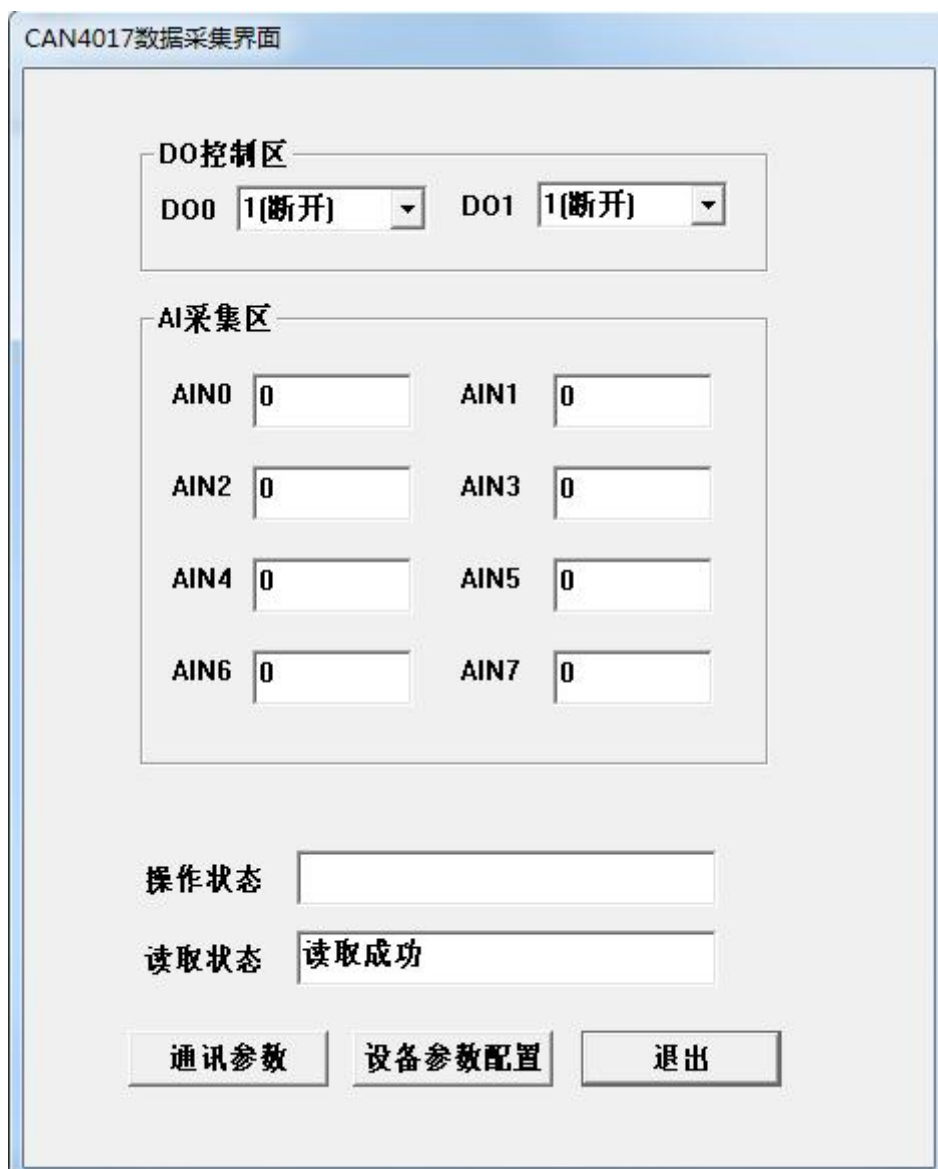 CAN4017数据采集界面
DO控制区
DO0 1(断开) DO1 1(断开)
AI采集区
AIN0 0 AIN1 0
AIN2 0 AIN3 0
AIN4 0 AIN5 0
AIN6 0 AIN7 0
操作状态
读取状态 读取成功
通讯参数 设备参数配置 退出